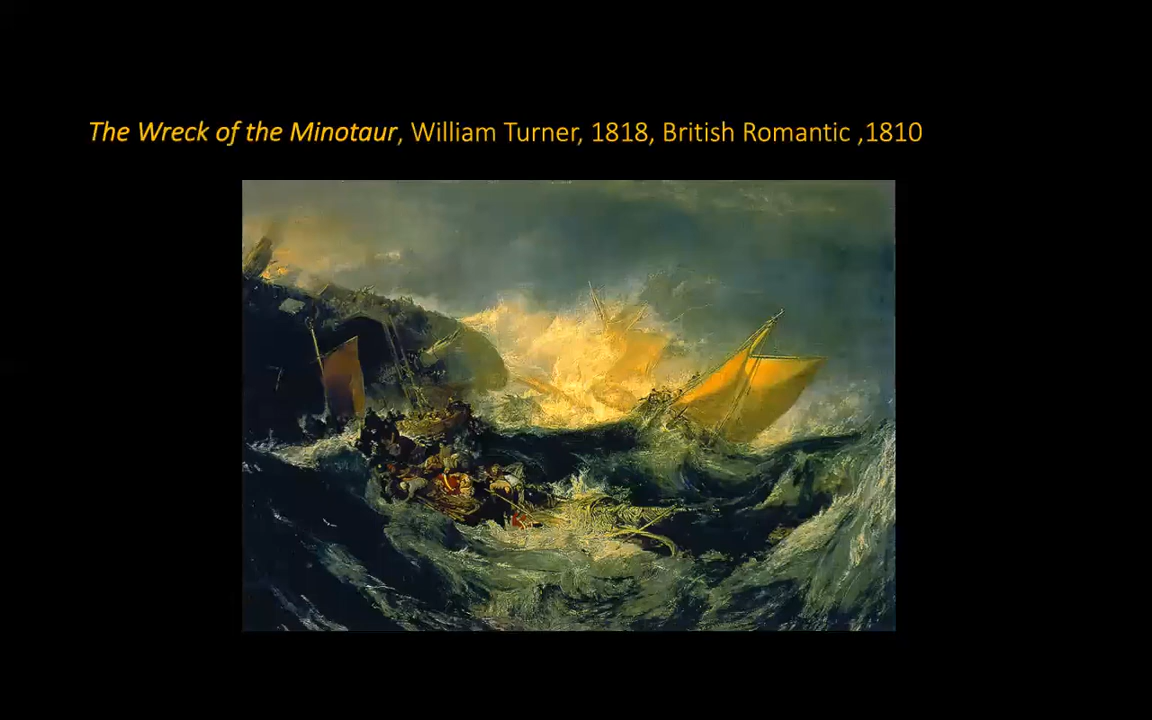 The Wreck of the Minotaur, William Turner, 1818, British Romantic ,1810